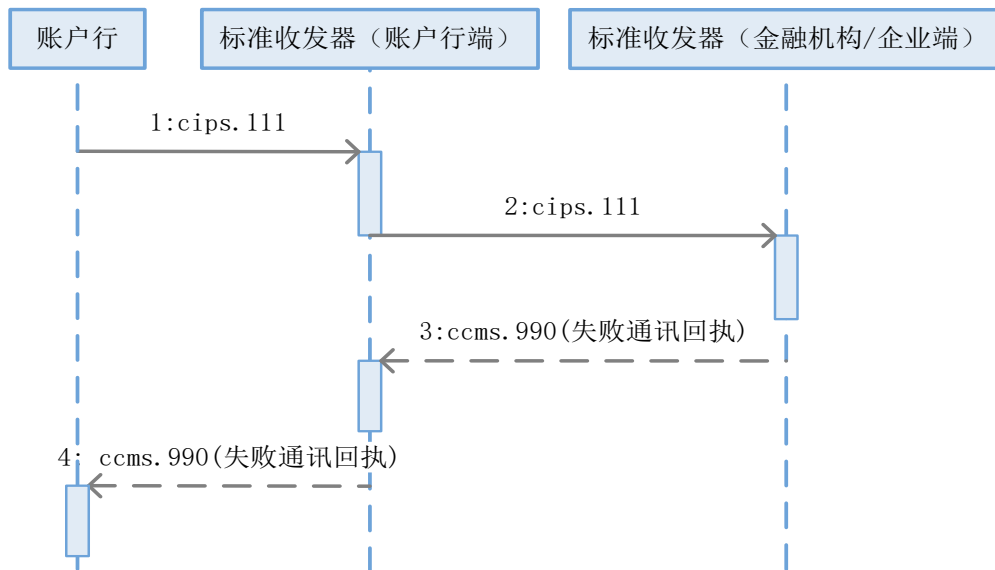 账户行
标准收发器（账户行端）
标准收发器（金融机构/企业端）
1:cips.111
2:cips.111
3:ccms.990(失败通讯回执)
4: ccms.990(失败通讯回执)